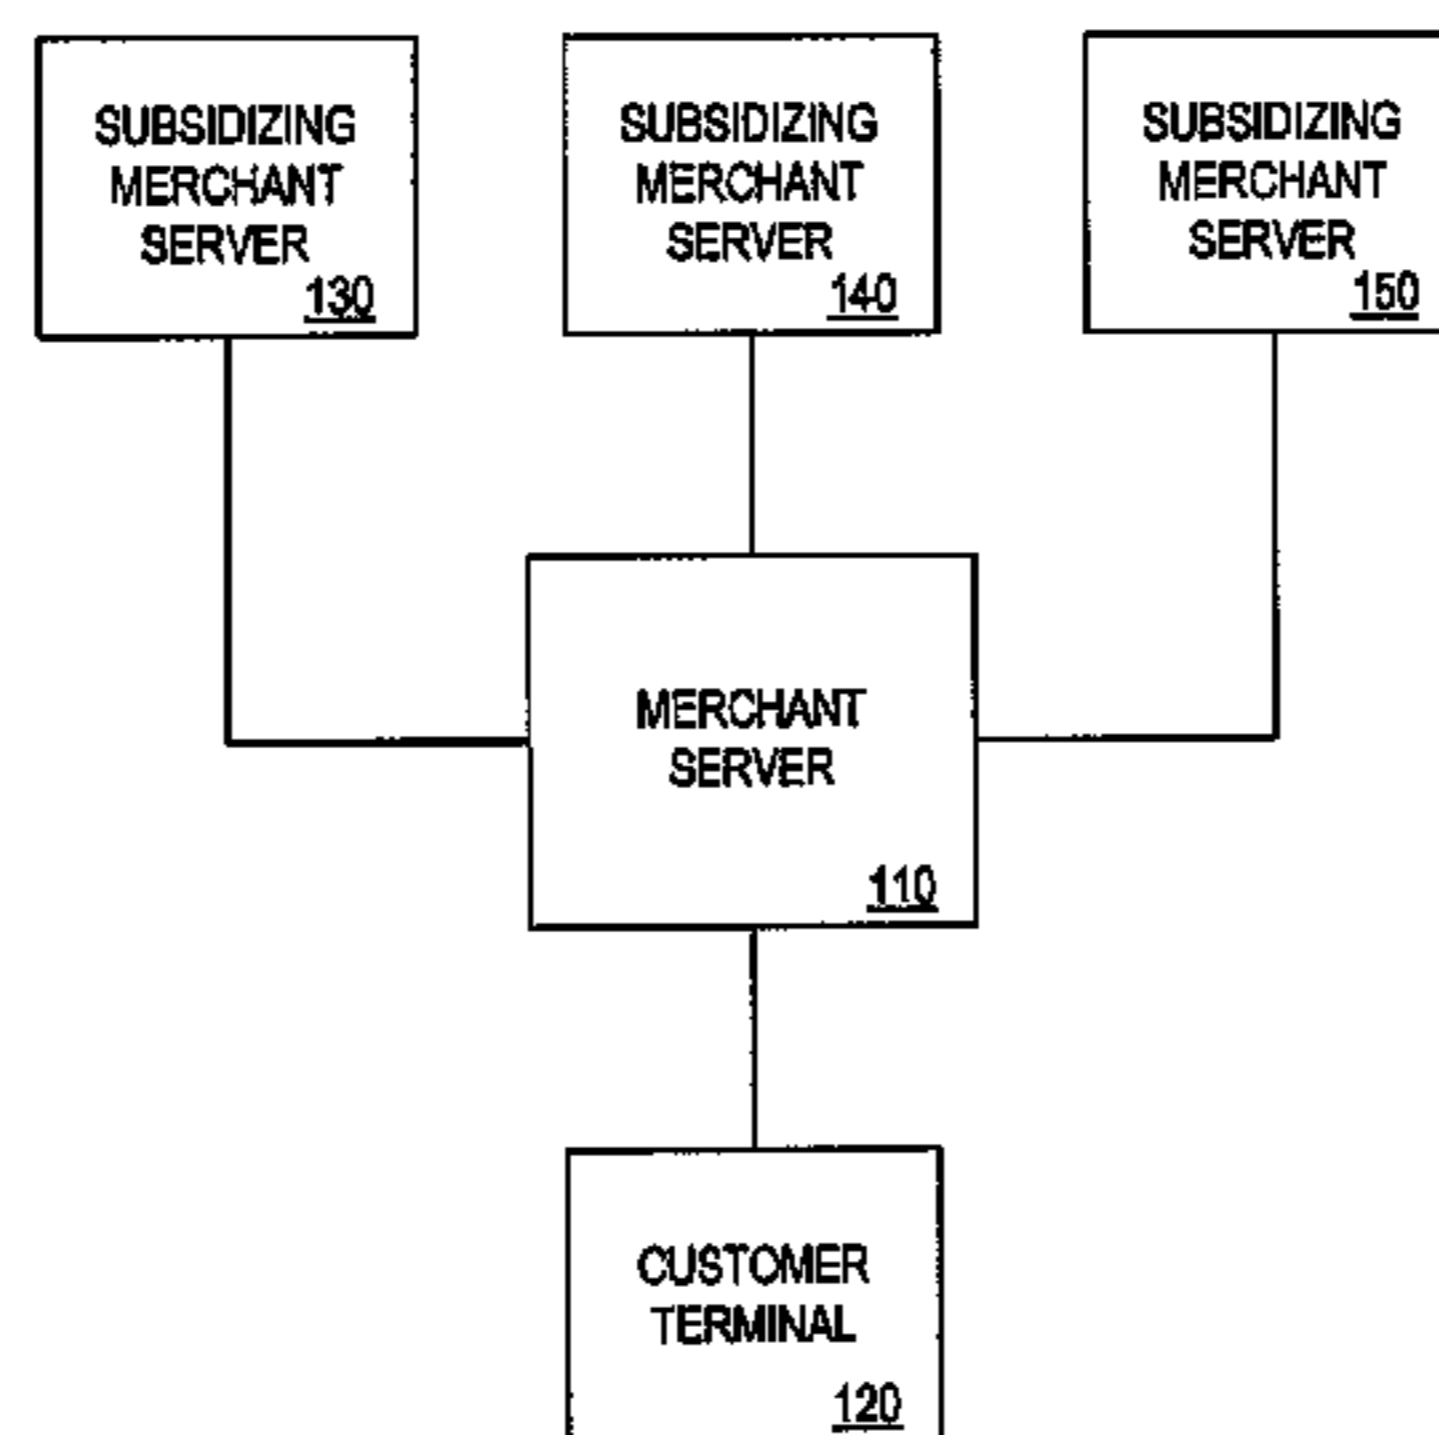 SUBSIDIZING
MERCHANT
SERVER
130
SUBSIDIZING
MERCHANT
SERVER
140
SUBSIDIZING
MERCHANT
SERVER
150
MERCHANT
SERVER
110
CUSTOMER
TERMINAL
120